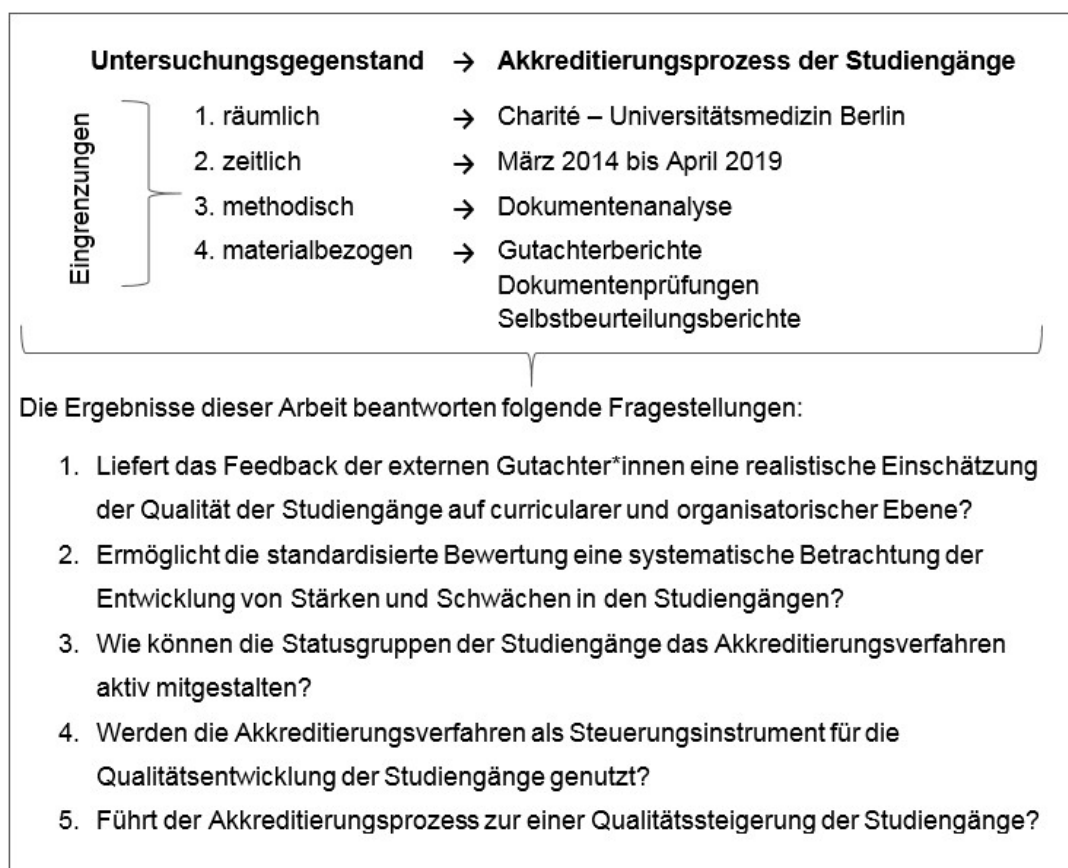 Untersuchungsgegenstand → Akkreditierungsprozess der Studiengänge
Eingrenzungen
1. räumlich → Charité – Universitätsmedizin Berlin
2. zeitlich → März 2014 bis April 2019
3. methodisch → Dokumentenanalyse
4. materialbezogen → Gutachterberichte
Dokumentenprüfungen
Selbstbeurteilungsberichte
Die Ergebnisse dieser Arbeit beantworten folgende Fragestellungen:
1. Liefert das Feedback der externen Gutachter*innen eine realistische Einschätzung
der Qualität der Studiengänge auf curricularer und organisatorischer Ebene?
2. Ermöglicht die standardisierte Bewertung eine systematische Betrachtung der
Entwicklung von Stärken und Schwächen in den Studiengängen?
3. Wie können die Statusgruppen der Studiengänge das Akkreditierungsverfahren
aktiv mitgestalten?
4. Werden die Akkreditierungsverfahren als Steuerungsinstrument für die
Qualitätsentwicklung der Studiengänge genutzt?
5. Führt der Akkreditierungsprozess zur einer Qualitätssteigerung der Studiengänge?